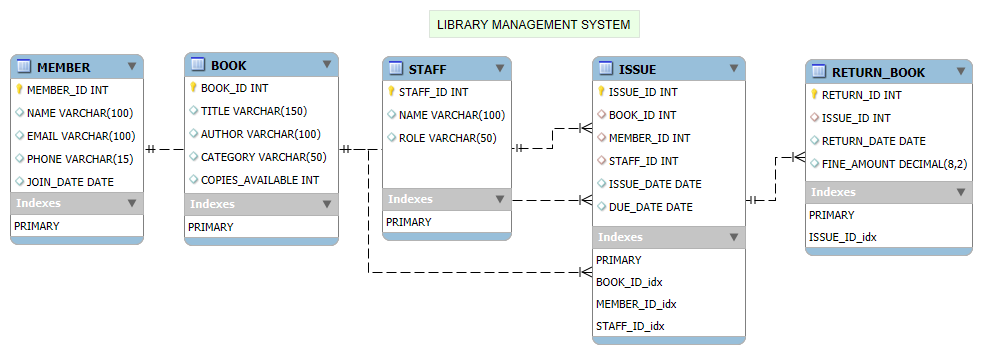 LIBRARY MANAGEMENT SYSTEM
MEMBER
MEMBER_ID INT
NAME VARCHAR(100)
EMAIL VARCHAR(100)
PHONE VARCHAR(15)
JOIN_DATE DATE
Indexes
PRIMARY
BOOK
BOOK_ID INT
TITLE VARCHAR(150)
AUTHOR VARCHAR(100)
CATEGORY VARCHAR(50)
COPIES_AVAILABLE INT
Indexes
PRIMARY
STAFF
STAFF_ID INT
NAME VARCHAR(100)
ROLE VARCHAR(50)
Indexes
PRIMARY
ISSUE
ISSUE_ID INT
BOOK_ID INT
MEMBER_ID INT
STAFF_ID INT
ISSUE_DATE DATE
DUE_DATE DATE
Indexes
PRIMARY
BOOK_ID_idx
MEMBER_ID_idx
STAFF_ID_idx
RETURN_BOOK
RETURN_ID INT
ISSUE_ID INT
RETURN_DATE DATE
FINE_AMOUNT DECIMAL(8,2)
Indexes
PRIMARY
ISSUE_ID_idx